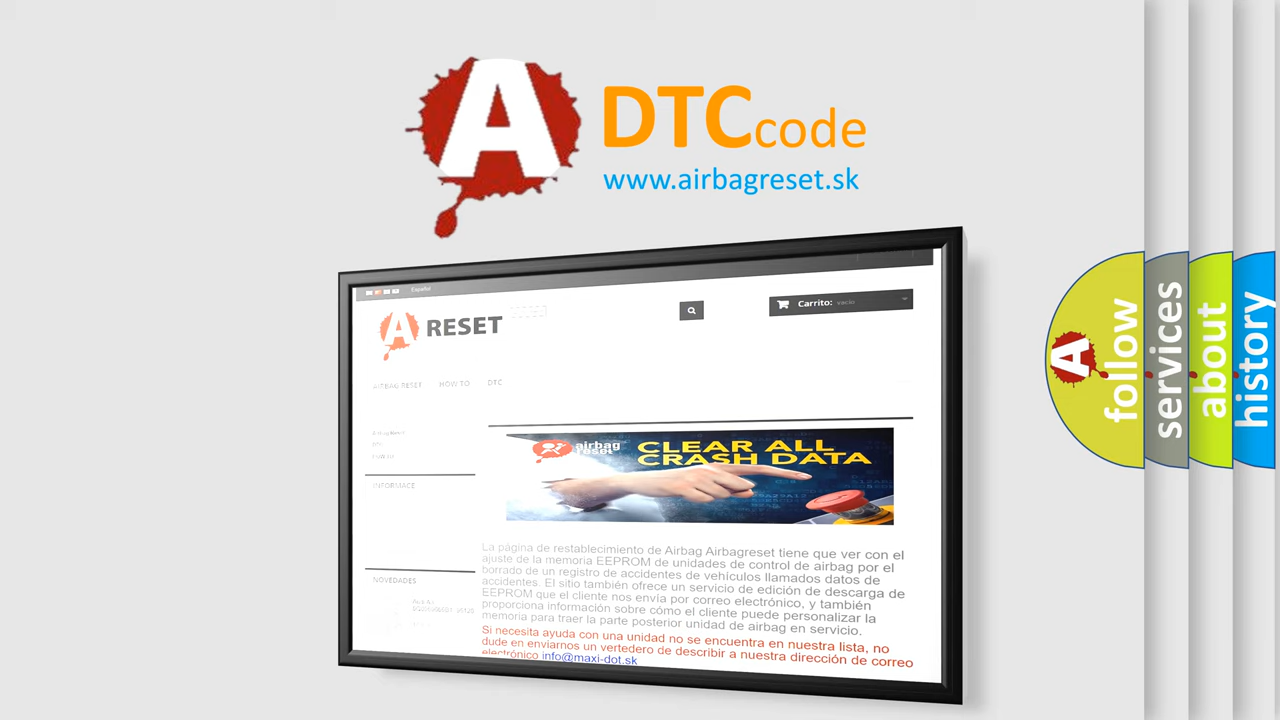 A
DTCcode
www.airbagreset.sk
Español
A RESET
Carrito: vacío
AIRBAG RESET HOW TO DTC
INFORMACE
NOVEDADES
airbag
reset
CLEAR ALL
CRASH DATA
La página de restablecimiento de Airbag Airbagreset tiene que ver con el
ajuste de la memoria EEPROM de unidades de control de airbag por el
borrado de un registro de accidentes de vehículos llamados datos de
accidentes. El sitio también ofrece un servicio de edición de descarga de
EEPROM que el cliente nos envía por correo electrónico, y también
proporciona información sobre cómo el cliente puede personalizar la
memoria para traer la parte posterior unidad de airbag en servicio.
Si necesita ayuda con una unidad no se encuentra en nuestra lista, no
dude en enviarnos un vertedero de describir a nuestra dirección de correo
electrónico info@maxi-dot.sk
A
follow
services
about
history